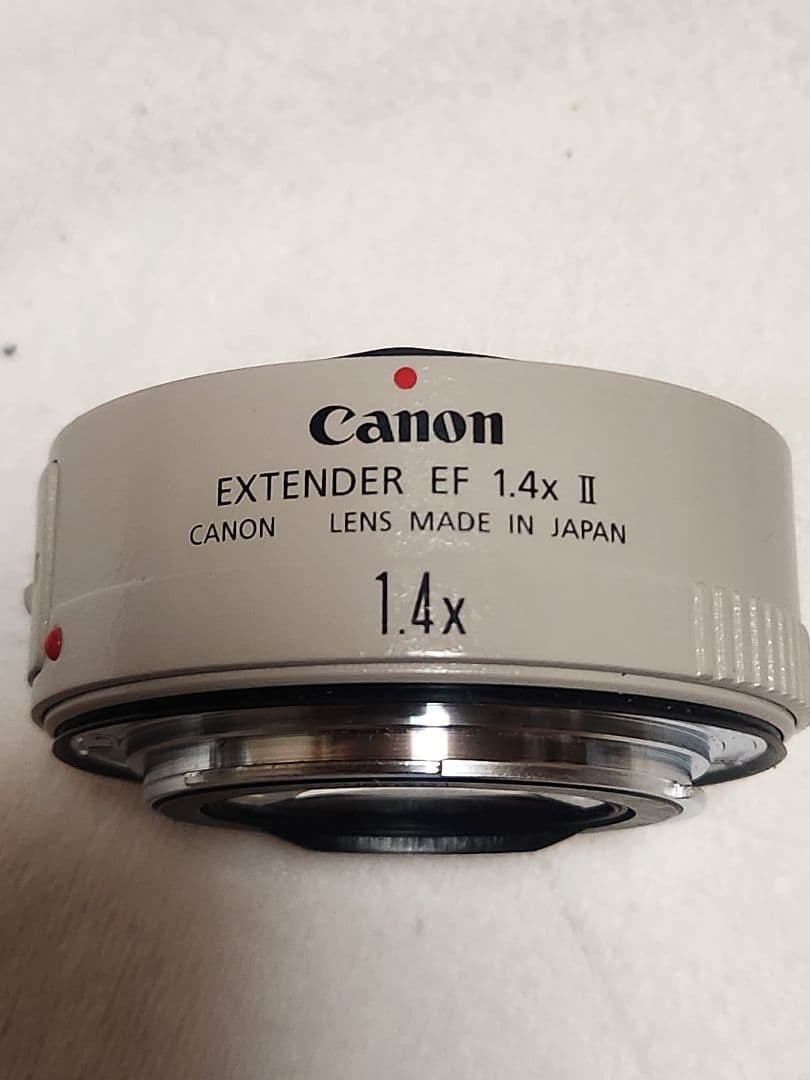 Canon
EXTENDER EF 1.4x II
CANON LENS MADE IN JAPAN
1.4x